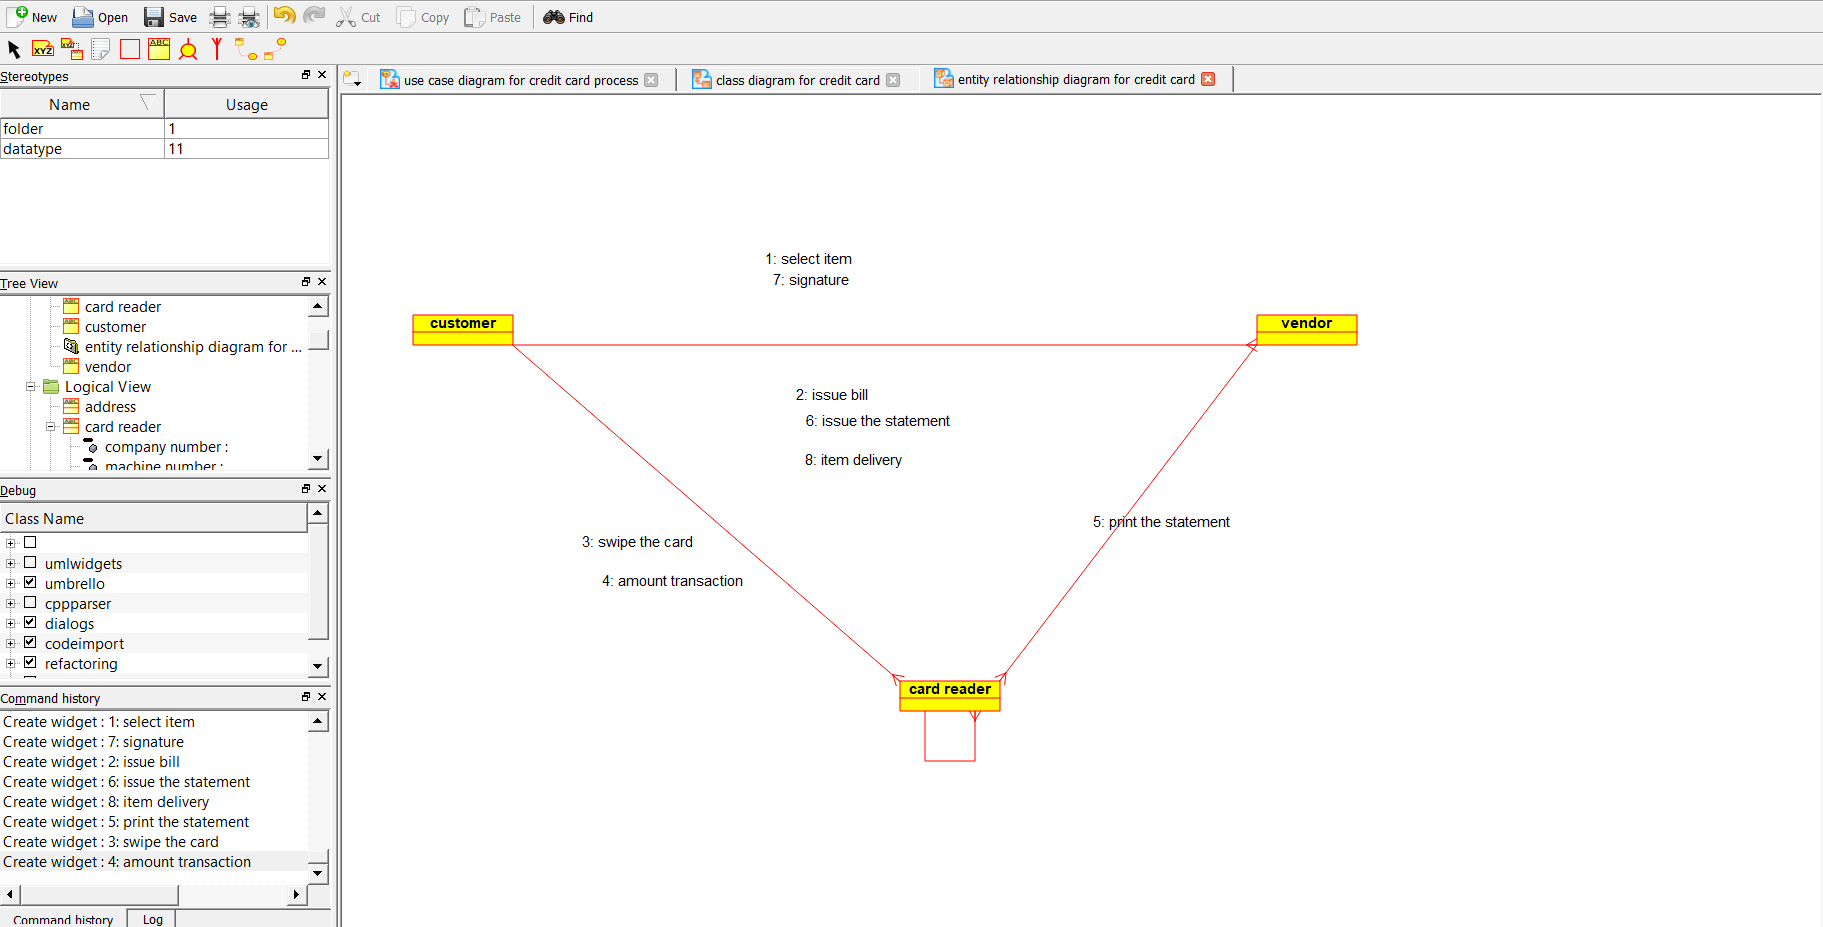 New Open Save Cut Copy Paste Find
XYZ XYZ ABC
Stereotypes
Name Usage
folder 1
datatype 11
Tree View
card reader
customer
entity relationship diagram for ...
vendor
Logical View
address
card reader
company number :
machine number :
Debug
Class Name
umlwidgets
umbrello
cppparser
dialogs
codeimport
refactoring
Command history
Create widget : 1: select item
Create widget : 7: signature
Create widget : 2: issue bill
Create widget : 6: issue the statement
Create widget : 8: item delivery
Create widget : 5: print the statement
Create widget : 3: swipe the card
Create widget : 4: amount transaction
Command history Log
use case diagram for credit card process
class diagram for credit card
entity relationship diagram for credit card
1: select item
7: signature
customer
vendor
2: issue bill
6: issue the statement
8: item delivery
5: print the statement
3: swipe the card
4: amount transaction
card reader